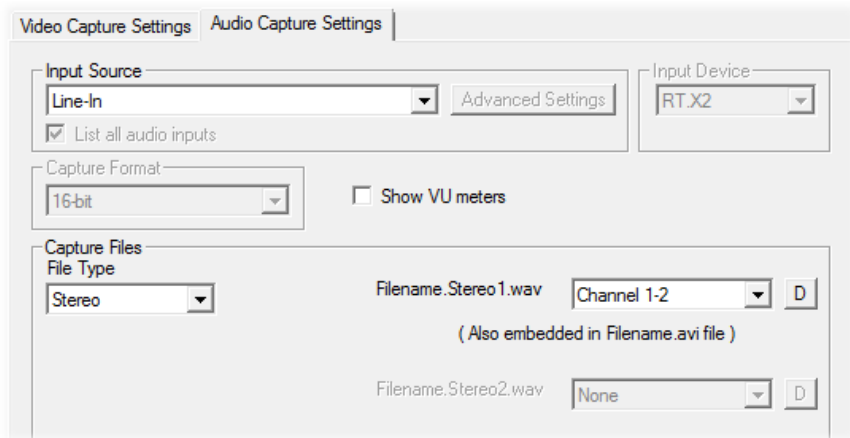 Video Capture Settings
Audio Capture Settings
Input Source
Line-In
Advanced Settings
List all audio inputs
Input Device
RT.X2
Capture Format
16-bit
Show VU meters
Capture Files
File Type
Stereo
Filename.Stereo1.wav
Channel 1-2
D
( Also embedded in Filename.avi file )
Filename.Stereo2.wav
None
D